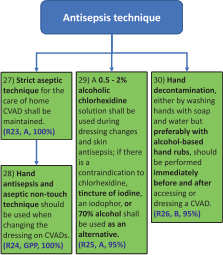 Antisepsis technique
27) Strict aseptic
technique for the
care of home
CVAD shall be
maintained.
(R23, A, 100%)
28) Hand
antisepsis and
aseptic non-touch
technique should
be used when
changing the
dressing on CVADs.
(R24, GPP, 100%)
29) A 0.5 - 2%
alcoholic
chlorhexidine
solution shall be
used during
dressing changes
and skin
antisepsis; if there
is a
contraindication to
chlorhexidine,
tincture of iodine,
an iodophor, or
70% alcohol shall
be used as an
alternative.
(R25, A, 95%)
30) Hand
decontamination,
either by washing
hands with soap
and water but
preferably with
alcohol-based
hand rubs, should
be performed
immediately
before and after
accessing or
dressing a CVAD.
(R26, B, 95%)